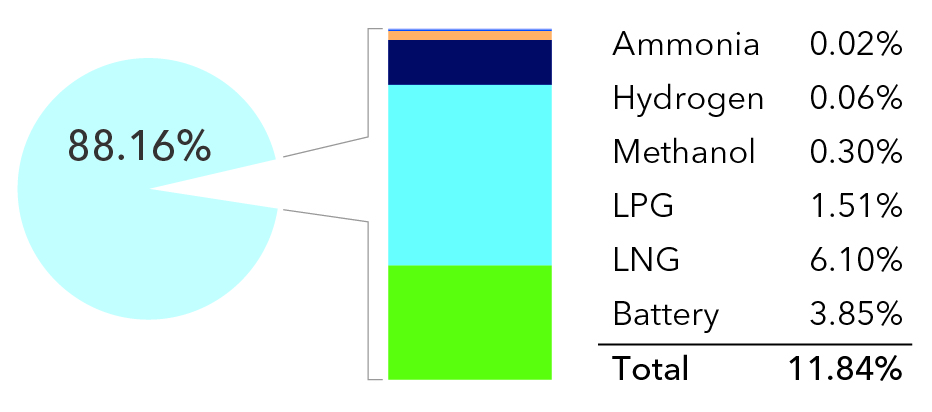 88.16%
Ammonia 0.02%
Hydrogen 0.06%
Methanol 0.30%
LPG 1.51%
LNG 6.10%
Battery 3.85%
Total 11.84%